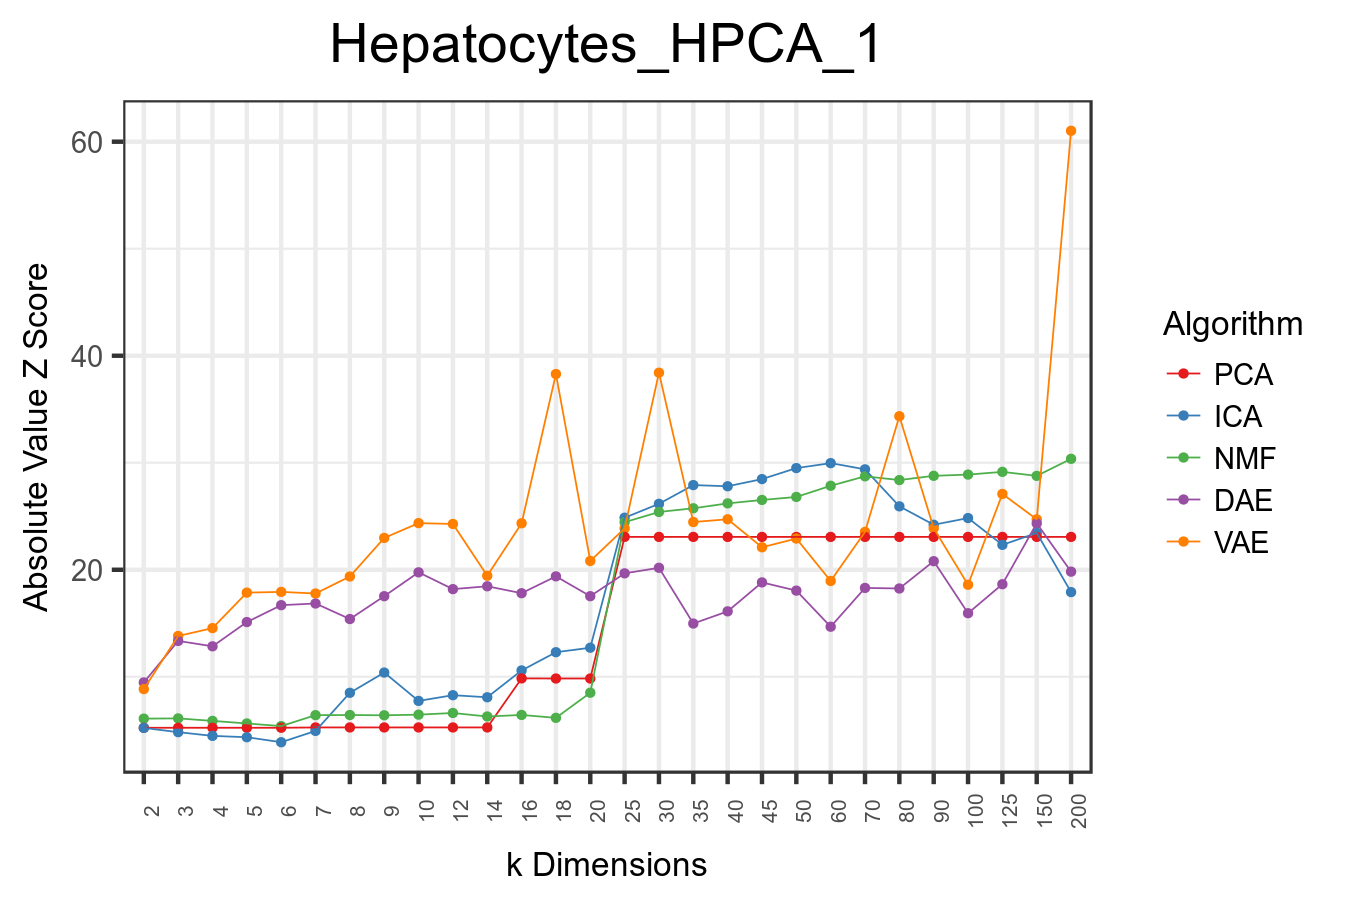 Hepatocytes_HPCA_1
60
40
20
Absolute Value Z Score
2 3 4 5 6 7 8 9 10 12 14 16 18 20 25 30 35 40 45 50 60 70 80 90 100 125 150 200
k Dimensions
Algorithm
PCA
ICA
NMF
DAE
VAE